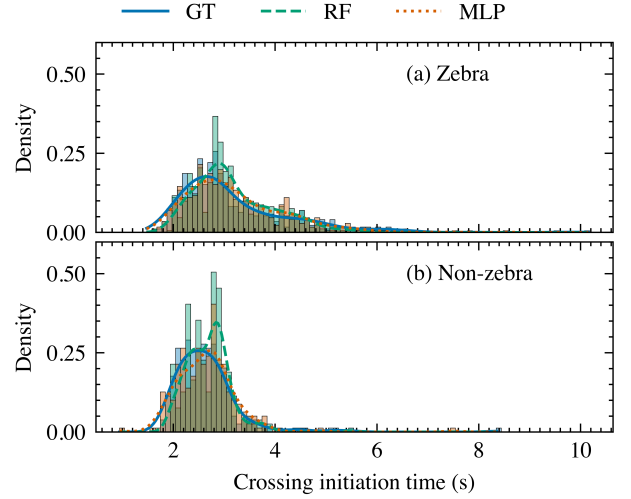 GT RF MLP
0.50
(a) Zebra
Density
0.25
0.00
0.50
(b) Non-zebra
Density
0.25
0.00
2 4 6 8 10
Crossing initiation time (s)